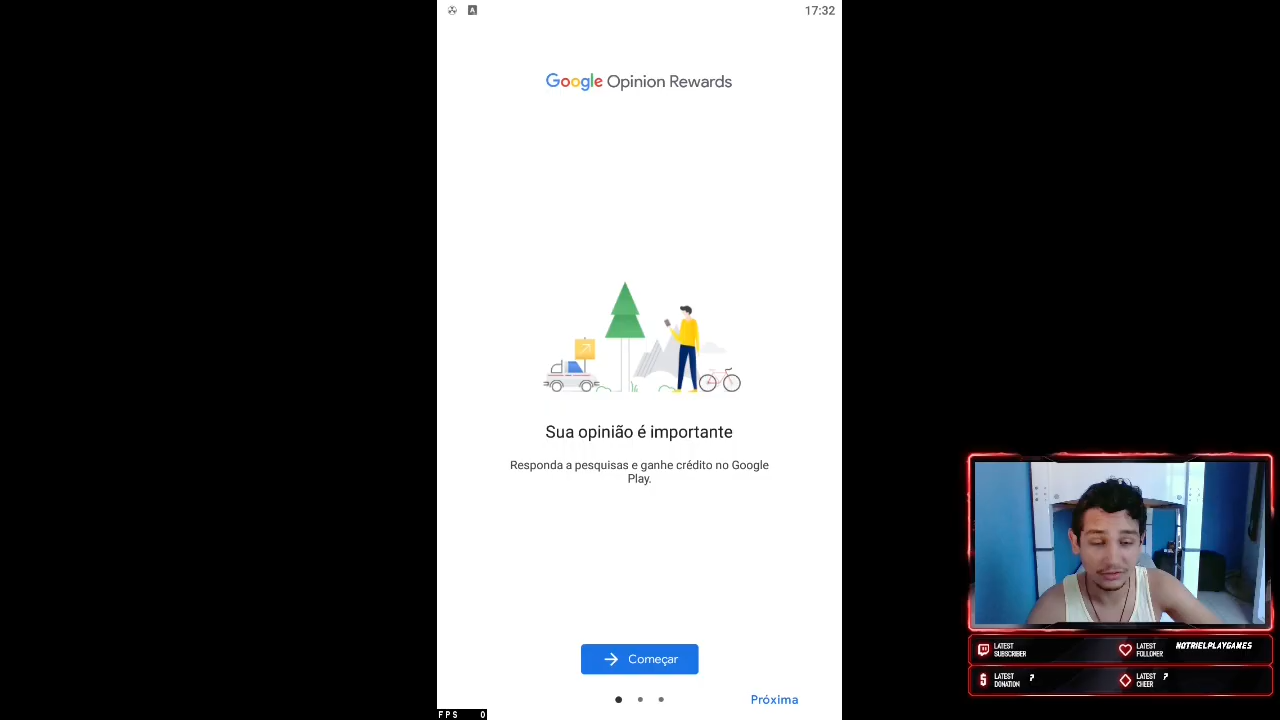 17:32
Google Opinion Rewards
Sua opinião é importante
Responda a pesquisas e ganhe crédito no Google
Play.
Começar
Próxima
FPS 0
LATEST
SUBSCRIBER
LATEST
FOLLOWER
NOTRIELPLAYGAMES
LATEST
DONATION
?
LATEST
CHEER
?